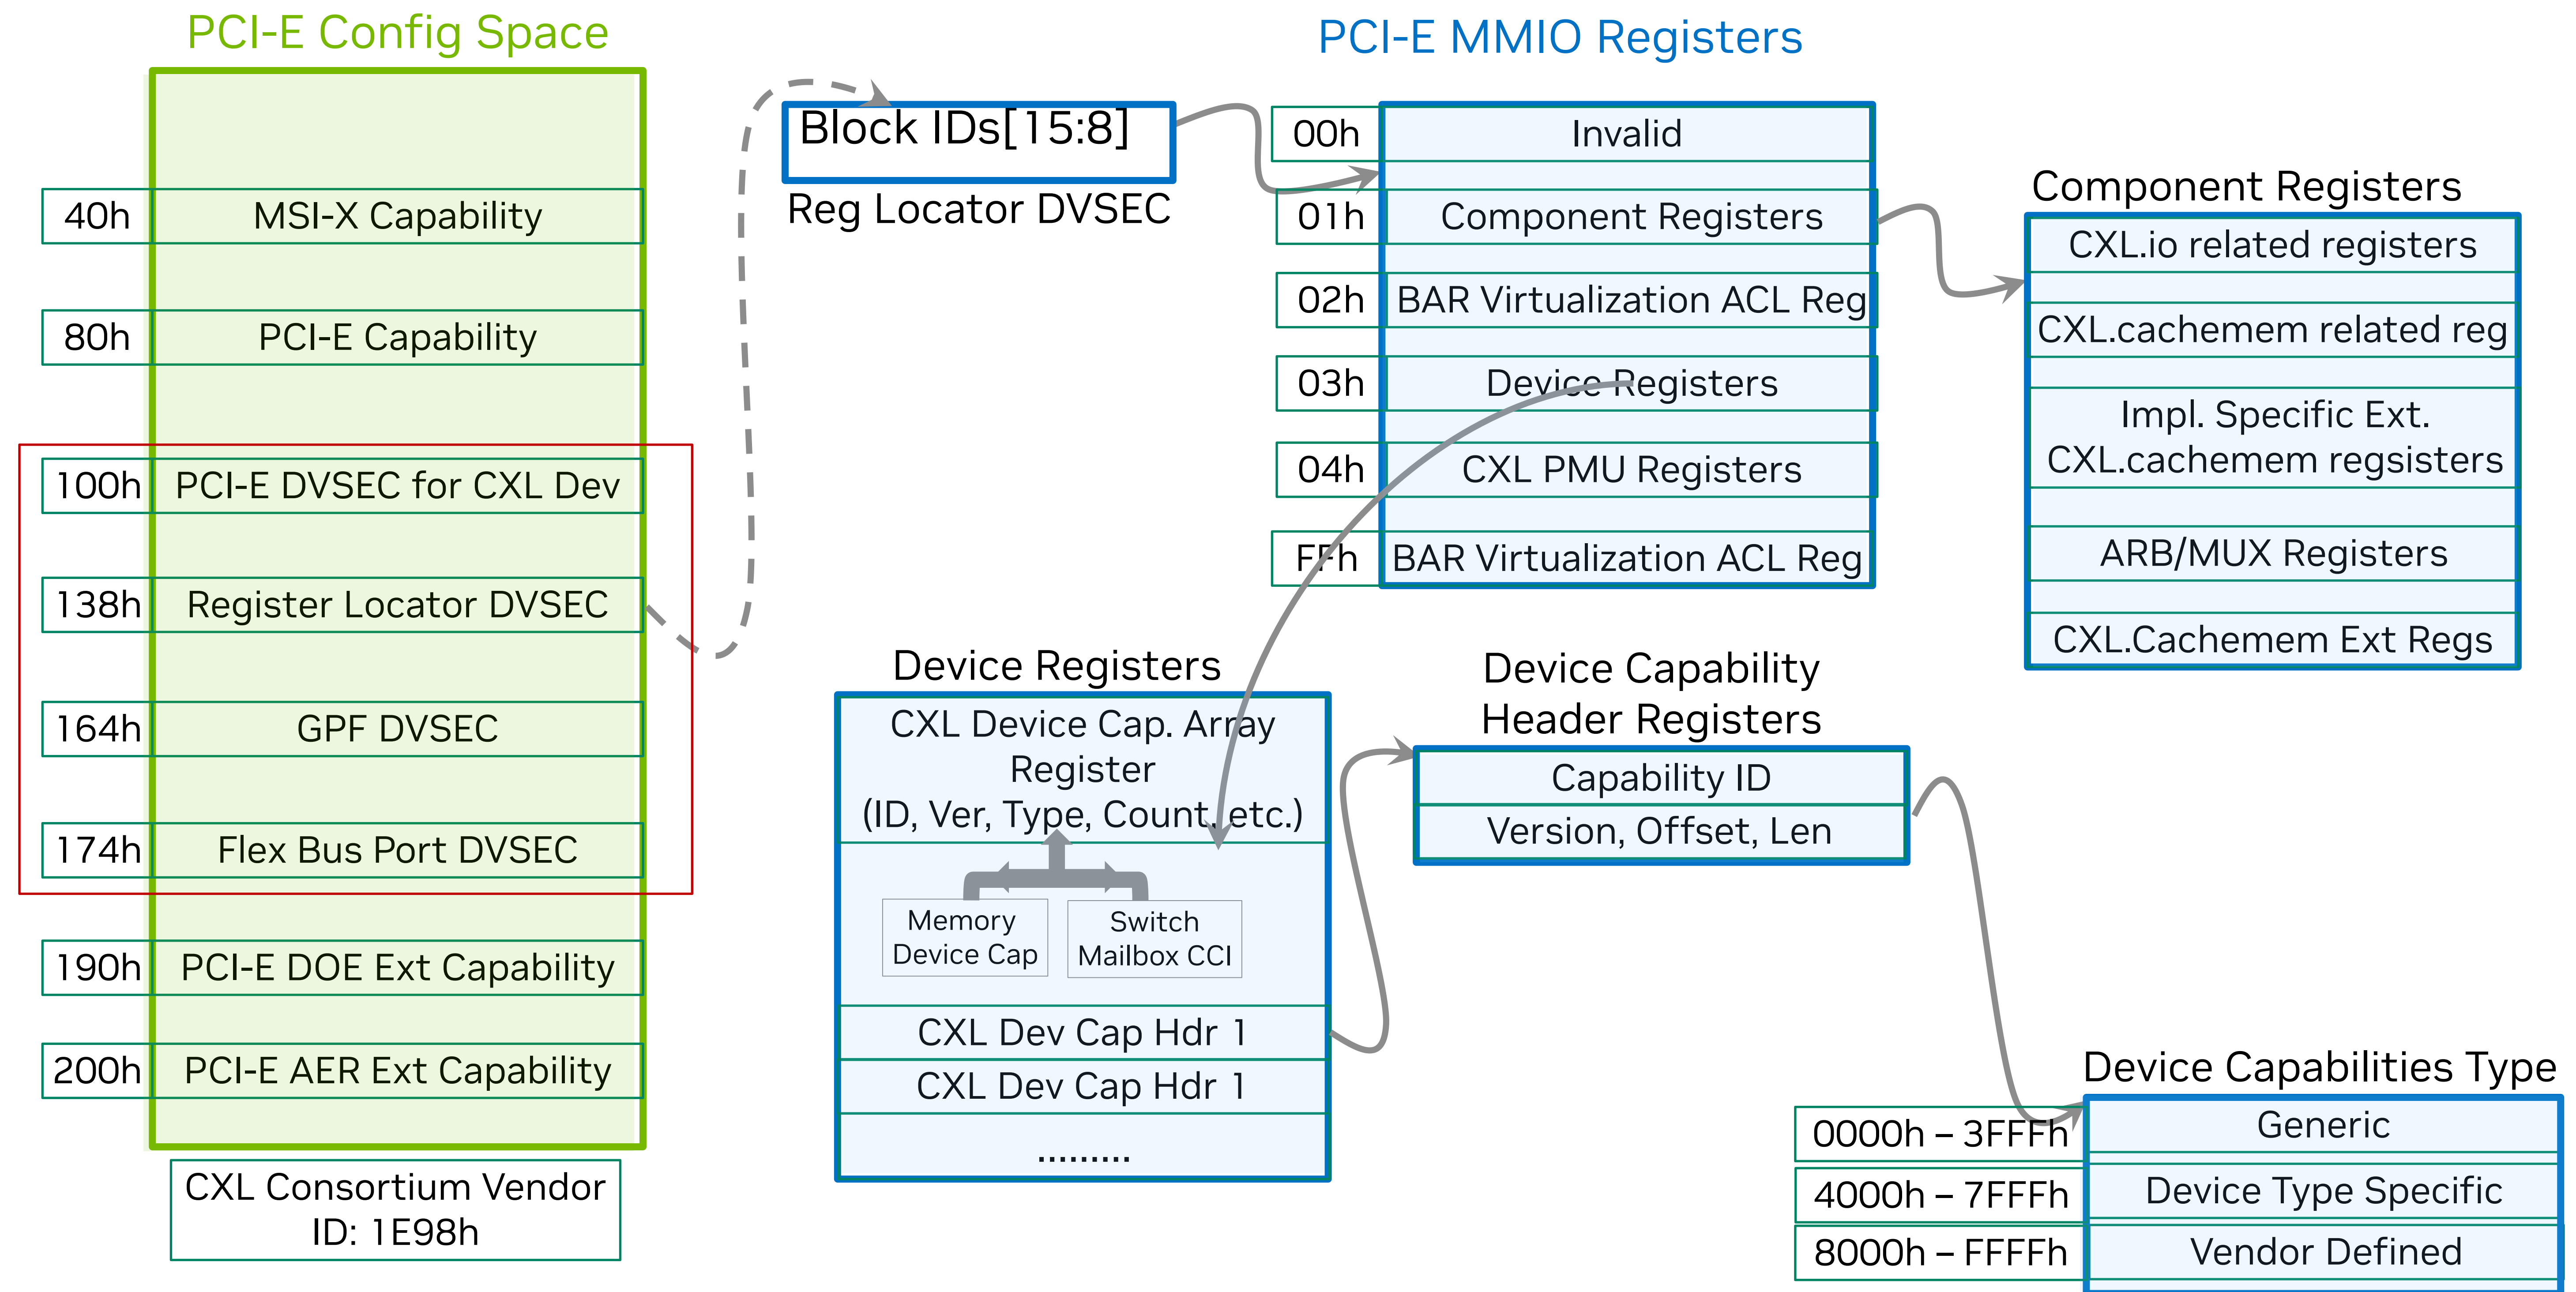 PCI-E Config Space
40h
MSI-X Capability
80h
PCI-E Capability
100h
PCI-E DVSEC for CXL Dev
138h
Register Locator DVSEC
164h
GPF DVSEC
174h
Flex Bus Port DVSEC
190h
PCI-E DOE Ext Capability
200h
PCI-E AER Ext Capability
CXL Consortium Vendor
ID: 1E98h
Block IDs[15:8]
Reg Locator DVSEC
PCI-E MMIO Registers
00h
Invalid
01h
Component Registers
02h
BAR Virtualization ACL Reg
03h
Device Registers
04h
CXL PMU Registers
FFh
BAR Virtualization ACL Reg
Component Registers
CXL.io related registers
CXL.cachemem related reg
Impl. Specific Ext.
CXL.cachemem regsisters
ARB/MUX Registers
CXL.Cachemem Ext Regs
Device Registers
CXL Device Cap. Array
Register
(ID, Ver, Type, Count, etc.)
Memory
Device Cap
Switch
Mailbox CCI
CXL Dev Cap Hdr 1
CXL Dev Cap Hdr 1
.........
Device Capability
Header Registers
Capability ID
Version, Offset, Len
Device Capabilities Type
0000h – 3FFFh
Generic
4000h – 7FFFh
Device Type Specific
8000h – FFFFh
Vendor Defined